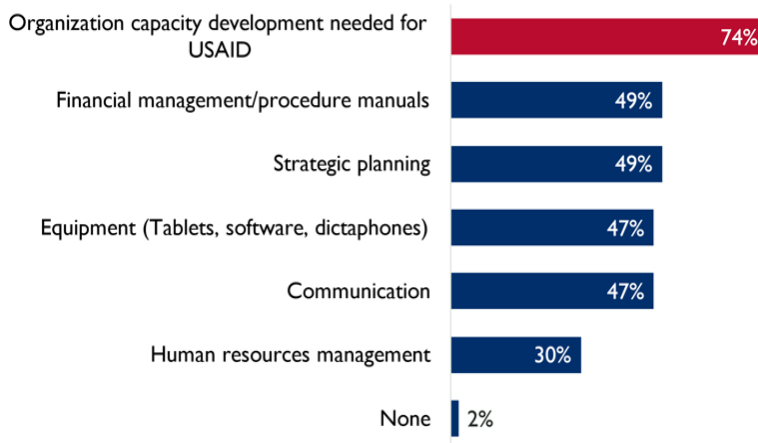 Organization capacity development needed for
USAID
74%
Financial management/procedure manuals
49%
Strategic planning
49%
Equipment (Tablets, software, dictaphones)
47%
Communication
47%
Human resources management
30%
None
2%